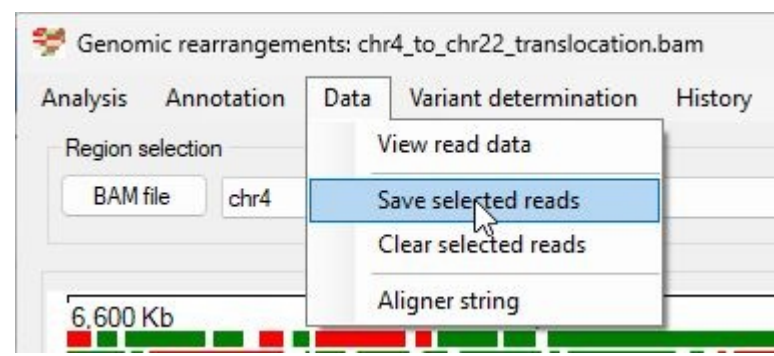 Genomic rearrangements: chr4_to_chr22_translocation.bam
Analysis Annotation Data Variant determination History
Region selection
View read data
BAM file chr4
Save selected reads
Clear selected reads
Aligner string
6,600 Kb